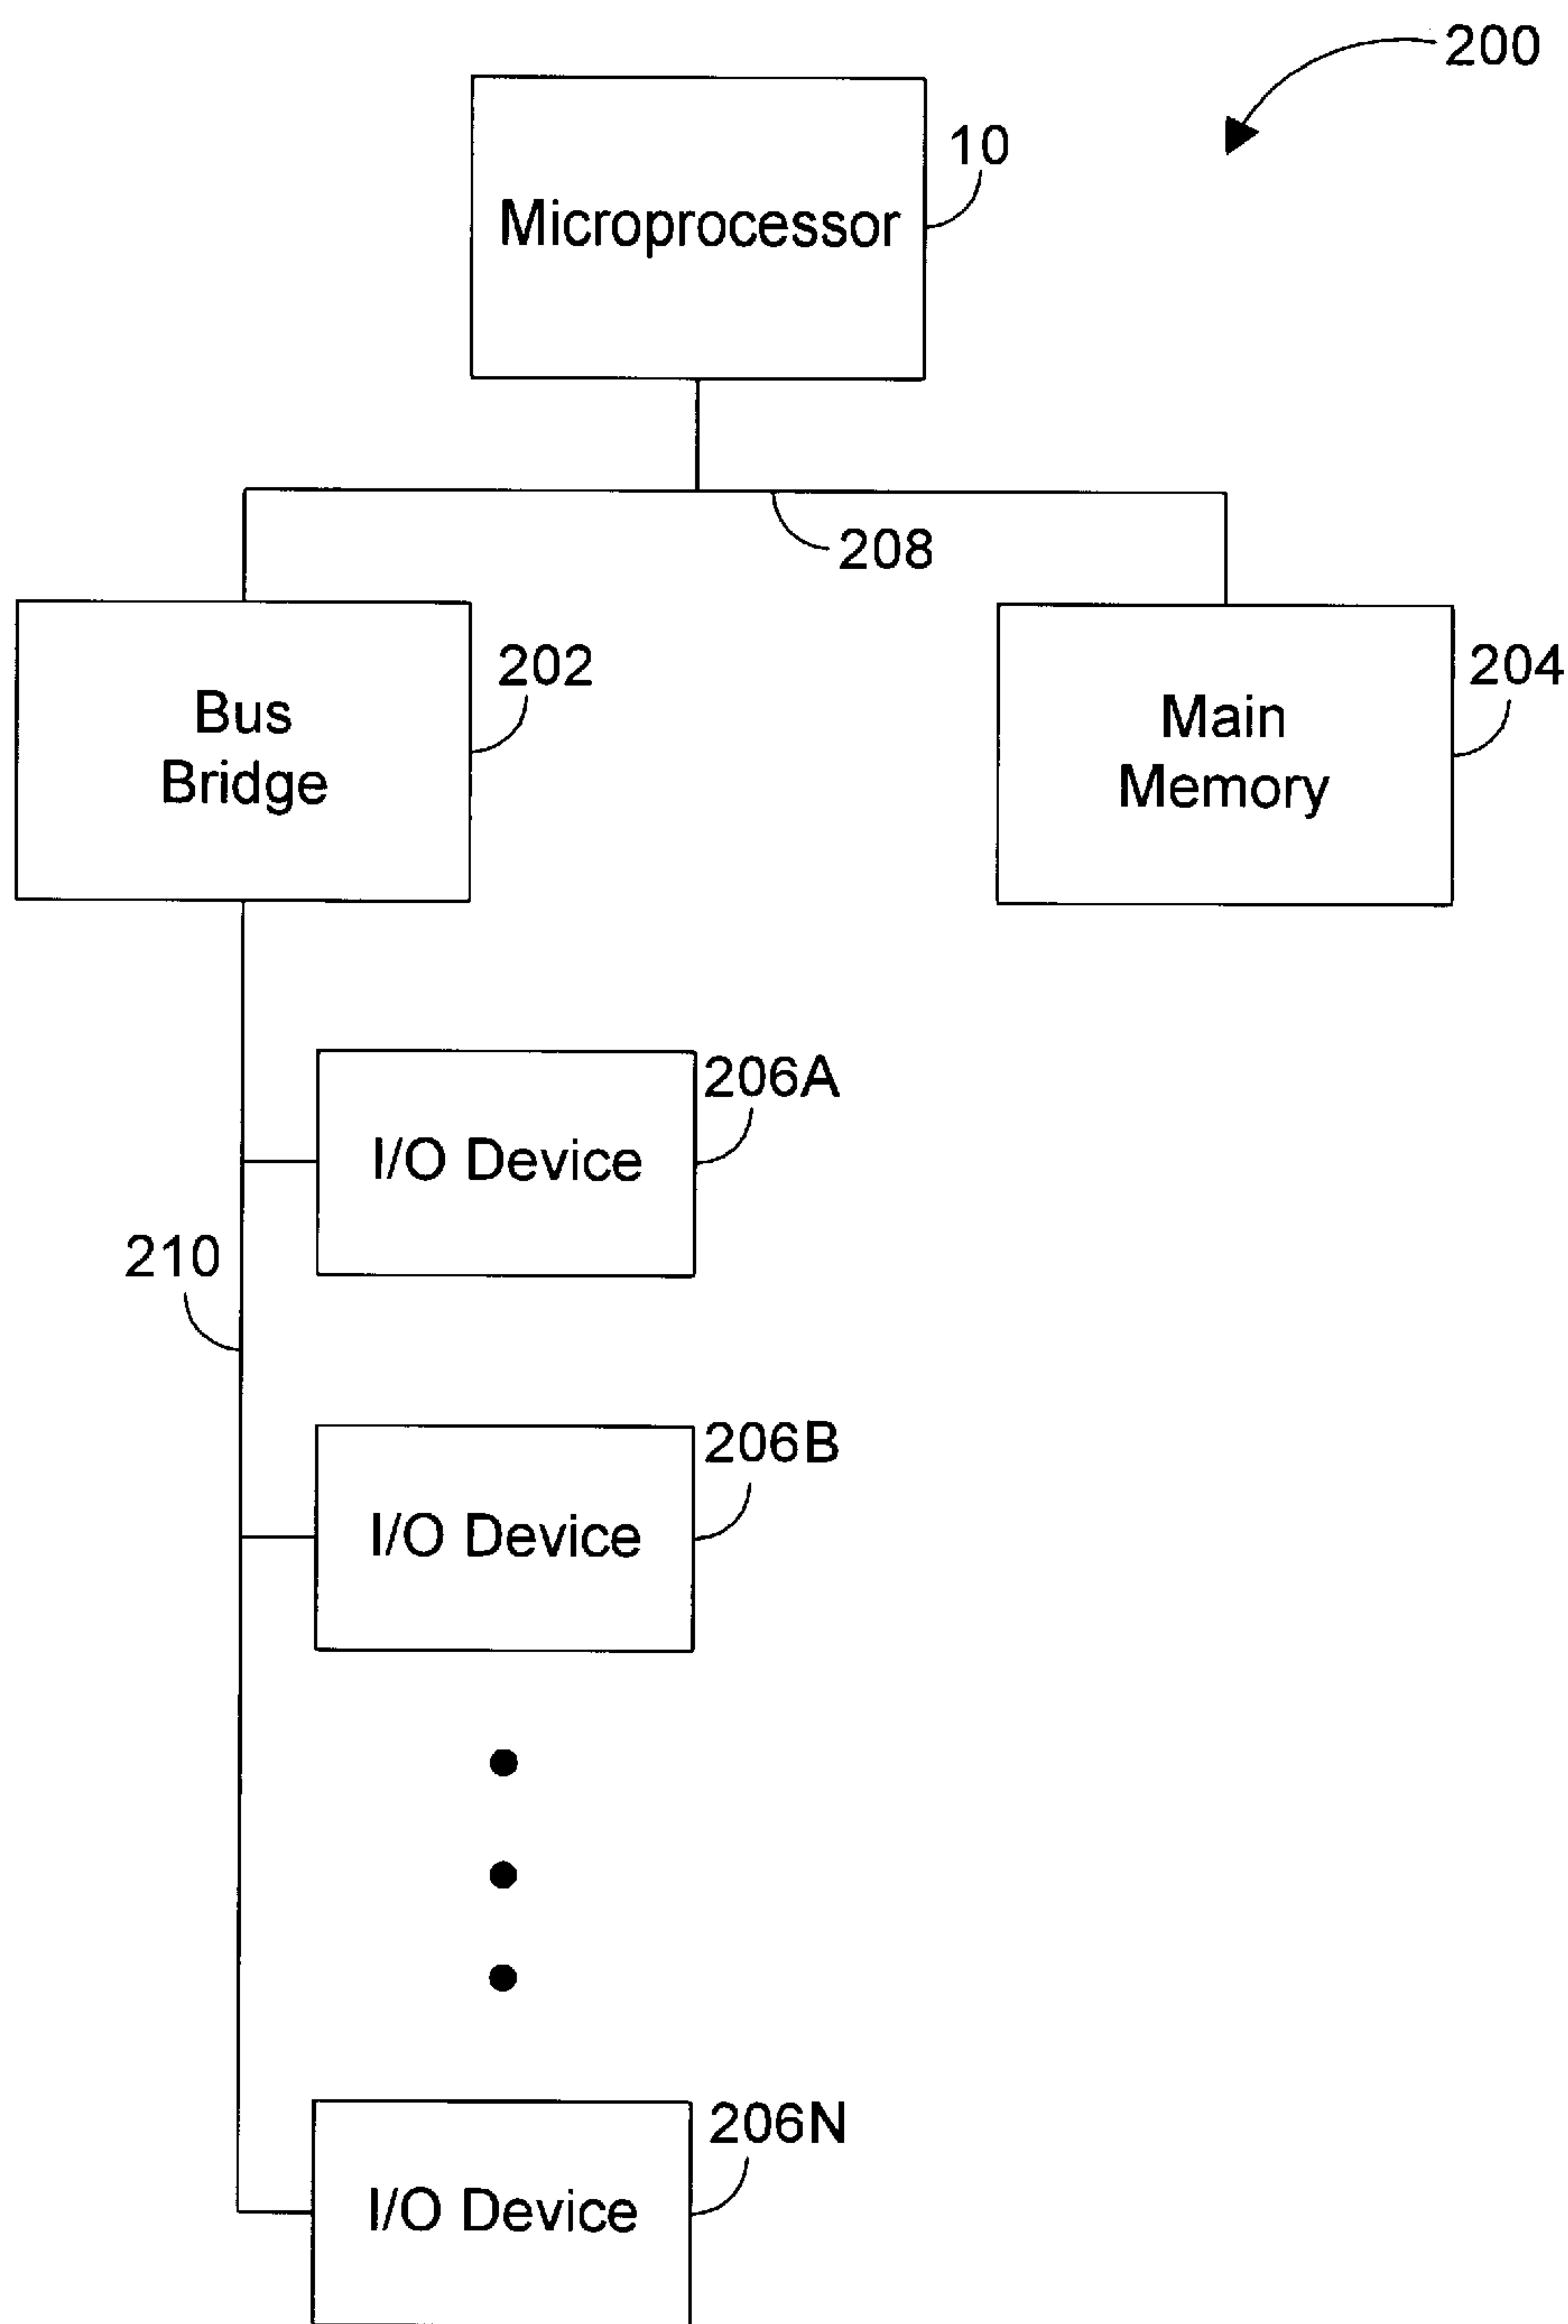 200
10
Microprocessor
208
202
Bus
Bridge
204
Main
Memory
206A
I/O Device
210
206B
I/O Device
206N
I/O Device